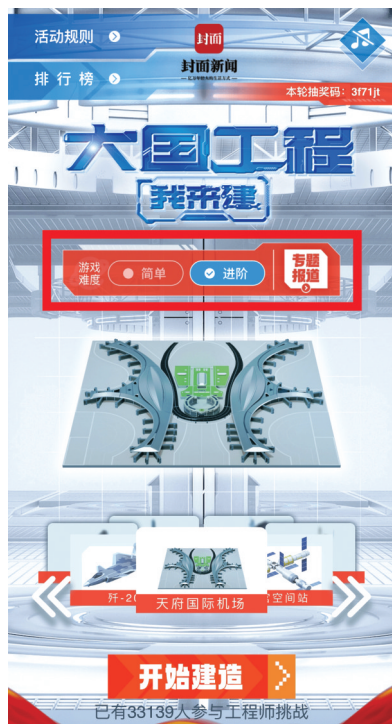 活动规则
封面
封面新闻
排行榜
本轮抽奖码：3f71jt
大国工程
我来建
游戏难度
简单
进阶
专题报道
歼-20
天府国际机场
空间站
开始建造
已有33139人参与工程师挑战